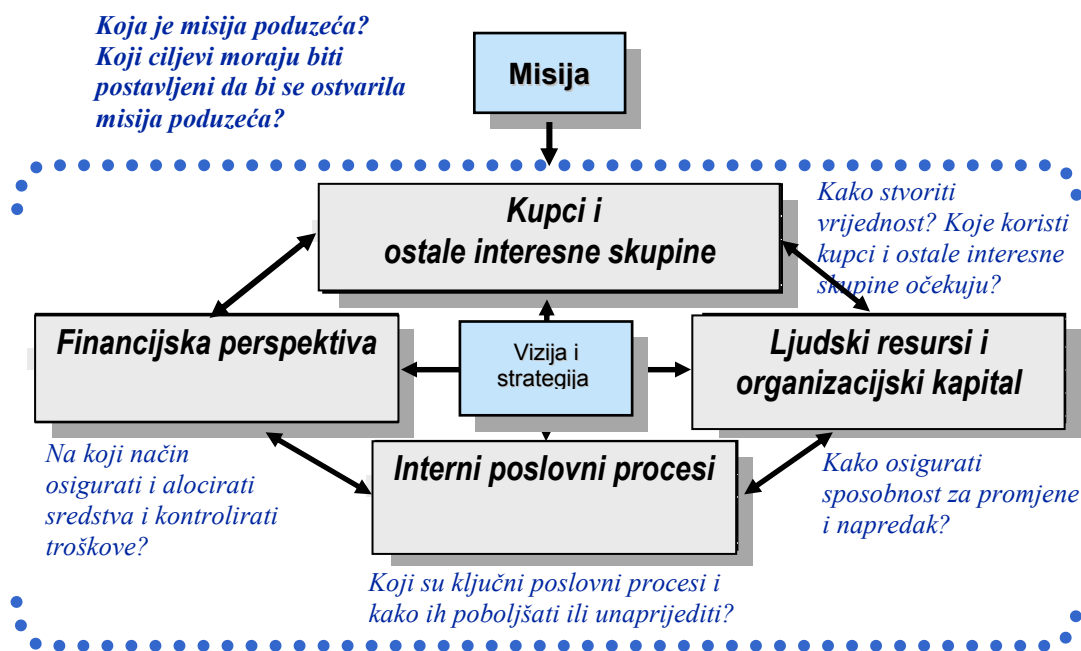 Koja je misija poduzeća?
Koji ciljevi moraju biti
postavljeni da bi se ostvarila
misija poduzeća?
Misija
Kupci i
ostale interesne skupine
Kako stvoriti
vrijednost? Koje koristi
kupci i ostale interesne
skupine očekuju?
Financijska perspektiva
Vizija i
strategija
Ljudski resursi i
organizacijski kapital
Na koji način
osigurati i alocirati
sredstva i kontrolirati
troškove?
Interni poslovni procesi
Kako osigurati
sposobnost za promjene
i napredak?
Koji su ključni poslovni procesi i
kako ih poboljšati ili unaprijediti?